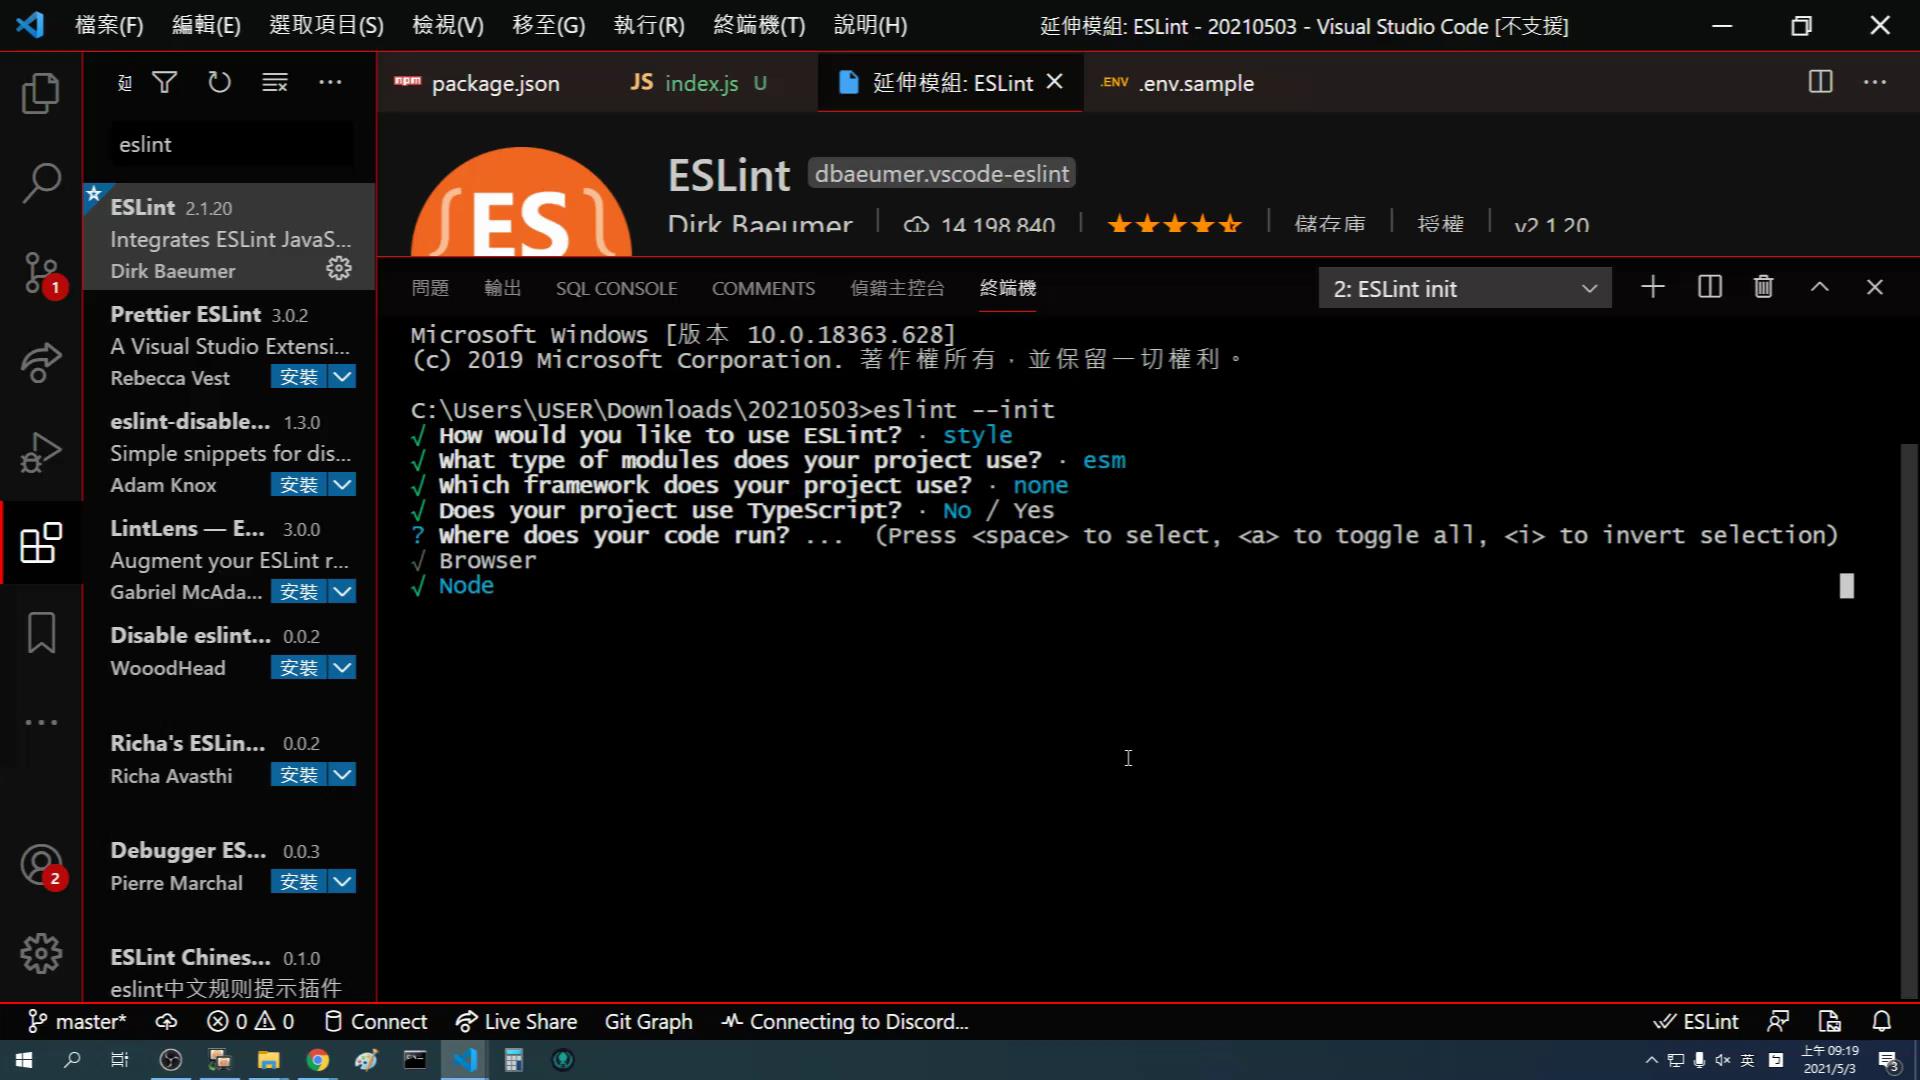 檔案(F) 編輯(E) 選取項目(S) 檢視(V) 移至(G) 執行(R) 終端機(T) 說明(H) 延伸模組: ESLint - 20210503 - Visual Studio Code [不支援]
package.json
JS index.js U
延伸模組: ESLint
.ENV .env.sample
eslint
ESLint 2.1.20
Integrates ESLint JavaS...
Dirk Baeumer
Prettier ESLint 3.0.2
A Visual Studio Extensi...
Rebecca Vest 安裝
eslint-disable... 1.3.0
Simple snippets for dis...
Adam Knox 安裝
LintLens — E... 3.0.0
Augment your ESLint r...
Gabriel McAda... 安裝
Disable eslint... 0.0.2
WooodHead 安裝
Richa's ESLin... 0.0.2
Richa Avasthi 安裝
Debugger ES... 0.0.3
Pierre Marchal 安裝
ESLint Chines... 0.1.0
eslint中文规则提示插件
1
2
ES
ESLint dbaeumer.vscode-eslint
Dirk Baeumer 14,198,840 儲存庫 授權 v2.1.20
問題 輸出 SQL CONSOLE COMMENTS 偵錯主控台 終端機 2: ESLint init
Microsoft Windows [版本 10.0.18363.628]
(c) 2019 Microsoft Corporation. 著作權所有，並保留一切權利。
C:\Users\USER\Downloads\20210503>eslint --init
√ How would you like to use ESLint? · style
√ What type of modules does your project use? · esm
√ Which framework does your project use? · none
√ Does your project use TypeScript? · No / Yes
? Where does your code run? ... (Press <space> to select, <a> to toggle all, <i> to invert selection)
√ Browser
√ Node
master* 0 0 Connect Live Share Git Graph Connecting to Discord... ESLint
英 上午 09:19
2021/5/3
3